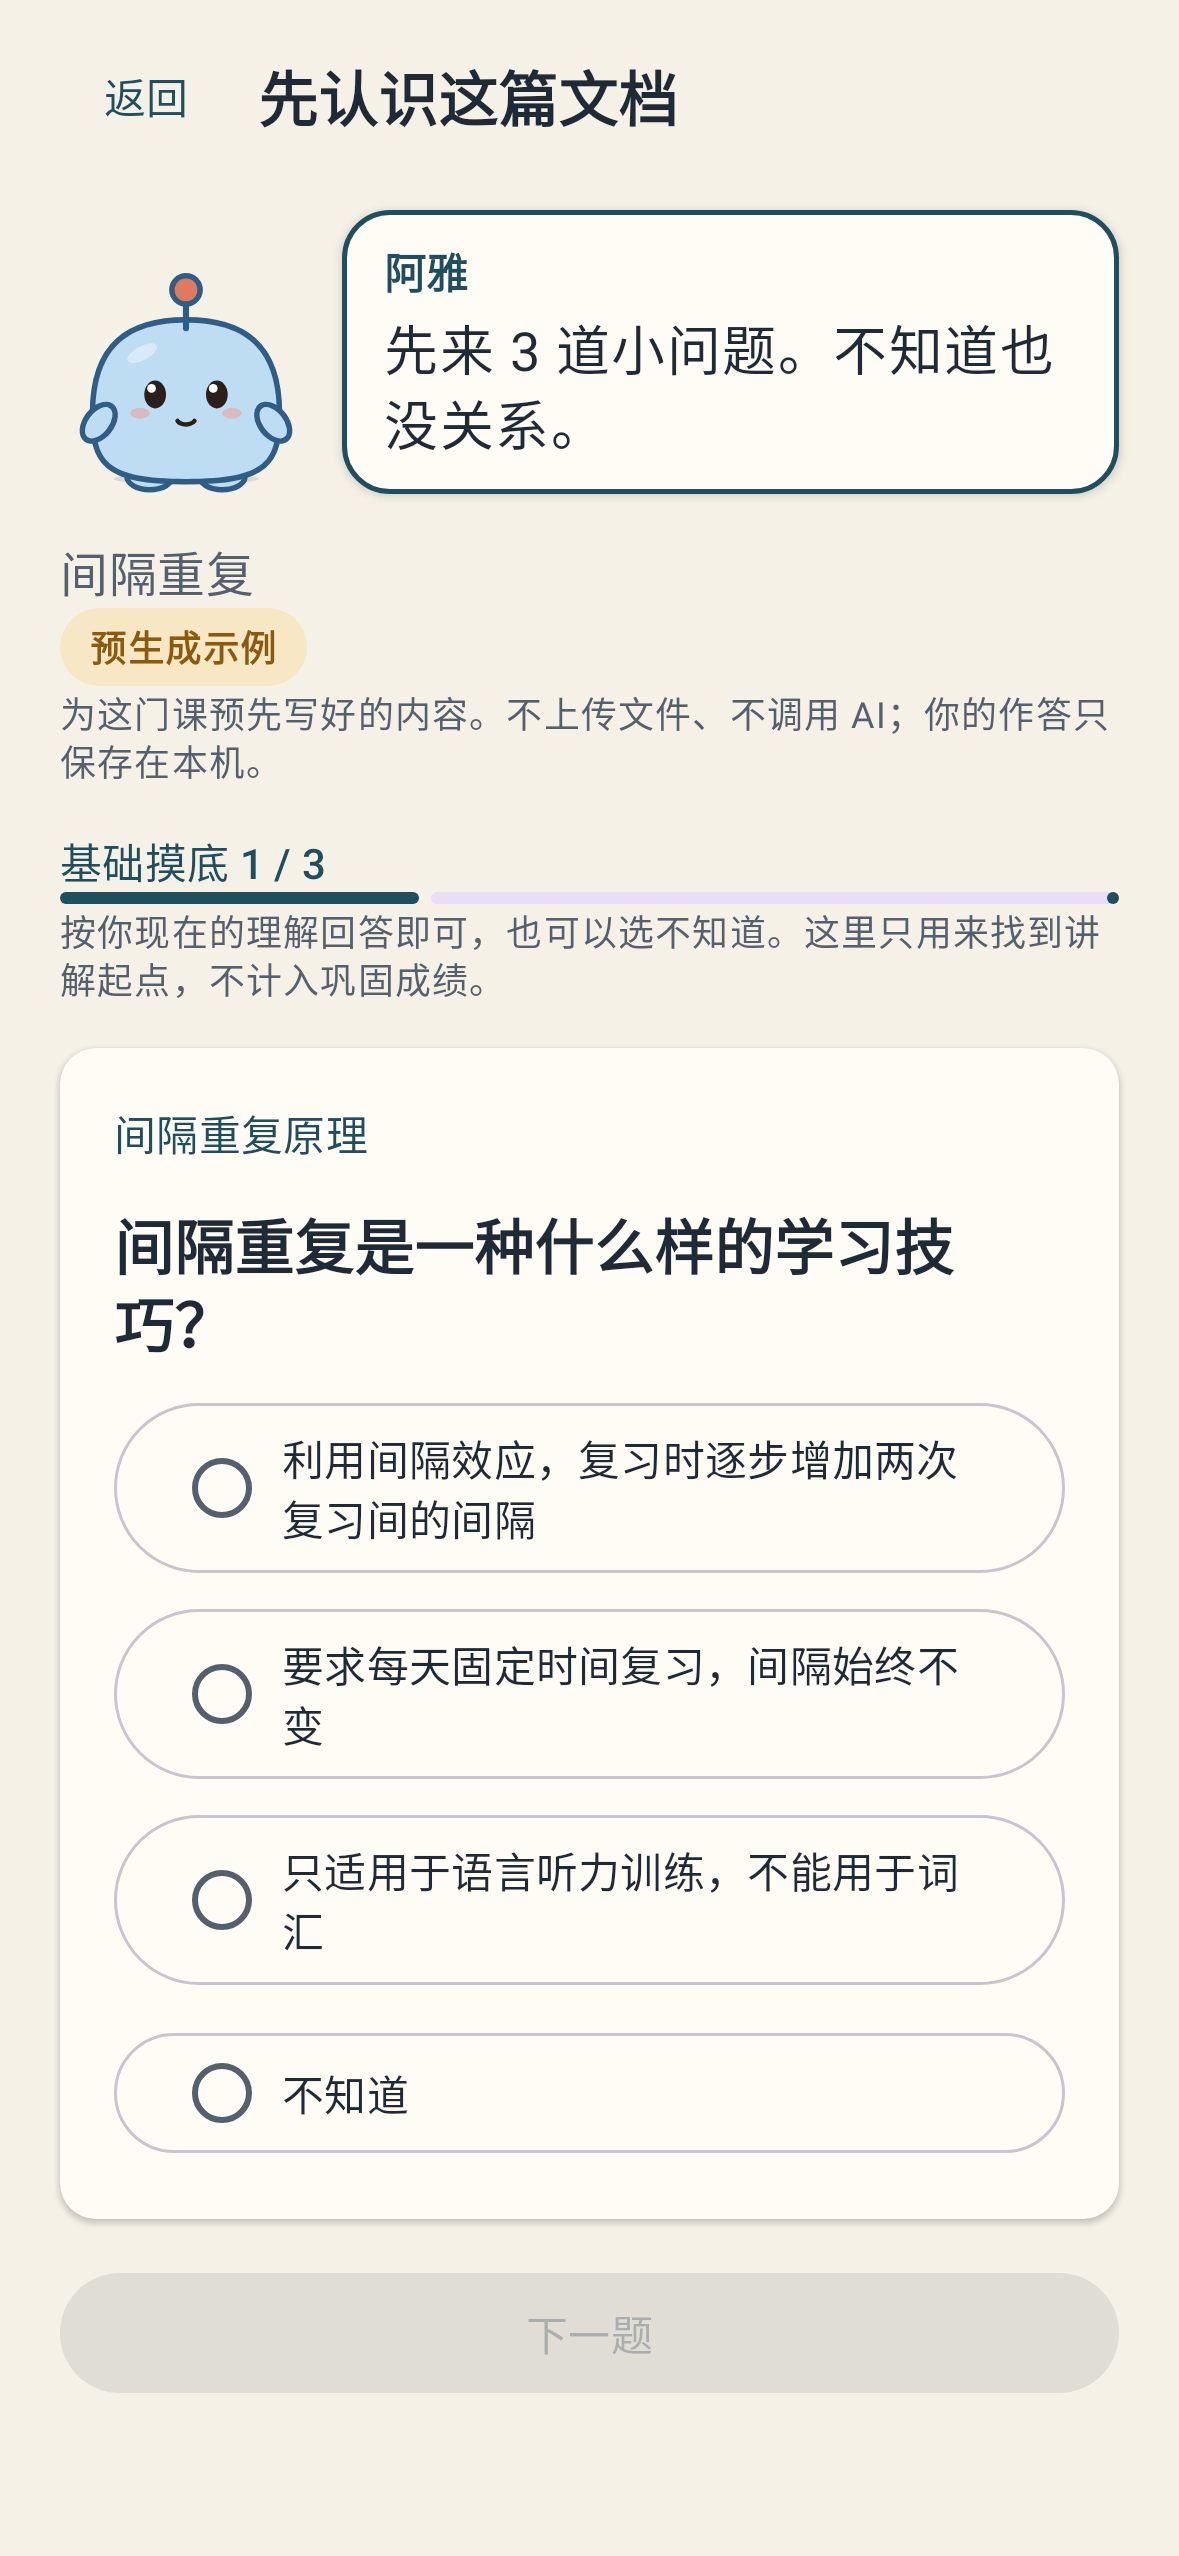 返回
先认识这篇文档
阿雅
先来 3 道小问题。不知道也
没关系。
间隔重复
预生成示例
为这门课预先写好的内容。不上传文件、不调用 AI；你的作答只
保存在本机。
基础摸底 1 / 3
按你现在的理解回答即可，也可以选不知道。这里只用来找到讲
解起点，不计入巩固成绩。
间隔重复原理
间隔重复是一种什么样的学习技
巧？
利用间隔效应，复习时逐步增加两次
复习间的间隔
要求每天固定时间复习，间隔始终不
变
只适用于语言听力训练，不能用于词
汇
不知道
下一题